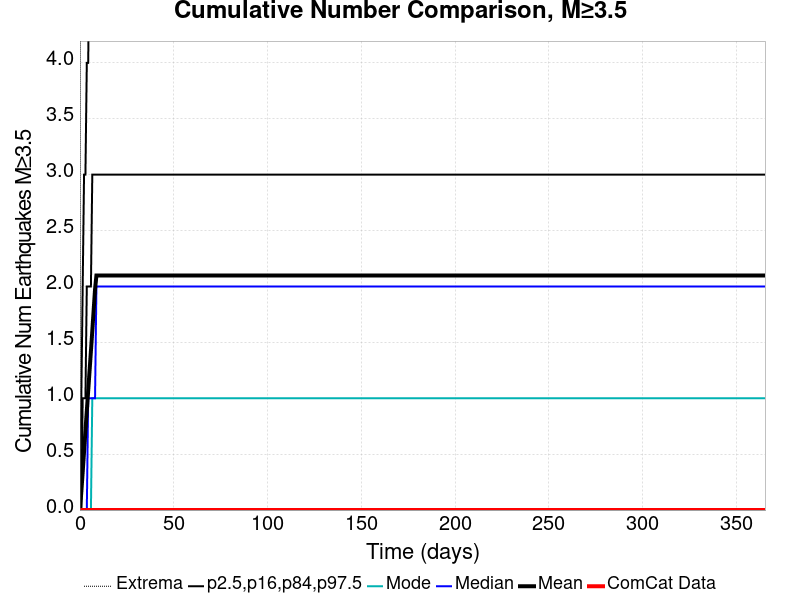 Cumulative Number Comparison, M≥3.5
Cumulative Num Earthquakes M≥3.5
4.0
3.5
3.0
2.5
2.0
1.5
1.0
0.5
0.0
0 50 100 150 200 250 300 350
Time (days)
Extrema p2.5,p16,p84,p97.5 Mode Median Mean ComCat Data